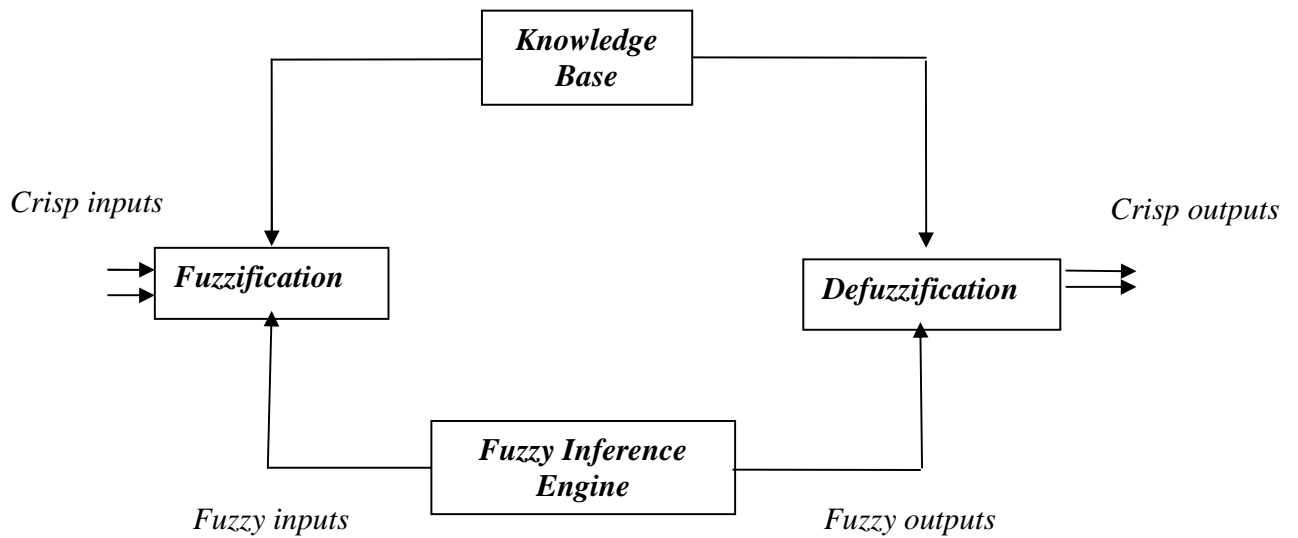 Knowledge
Base
Crisp inputs
Crisp outputs
Fuzzification
Defuzzification
Fuzzy Inference
Engine
Fuzzy inputs
Fuzzy outputs